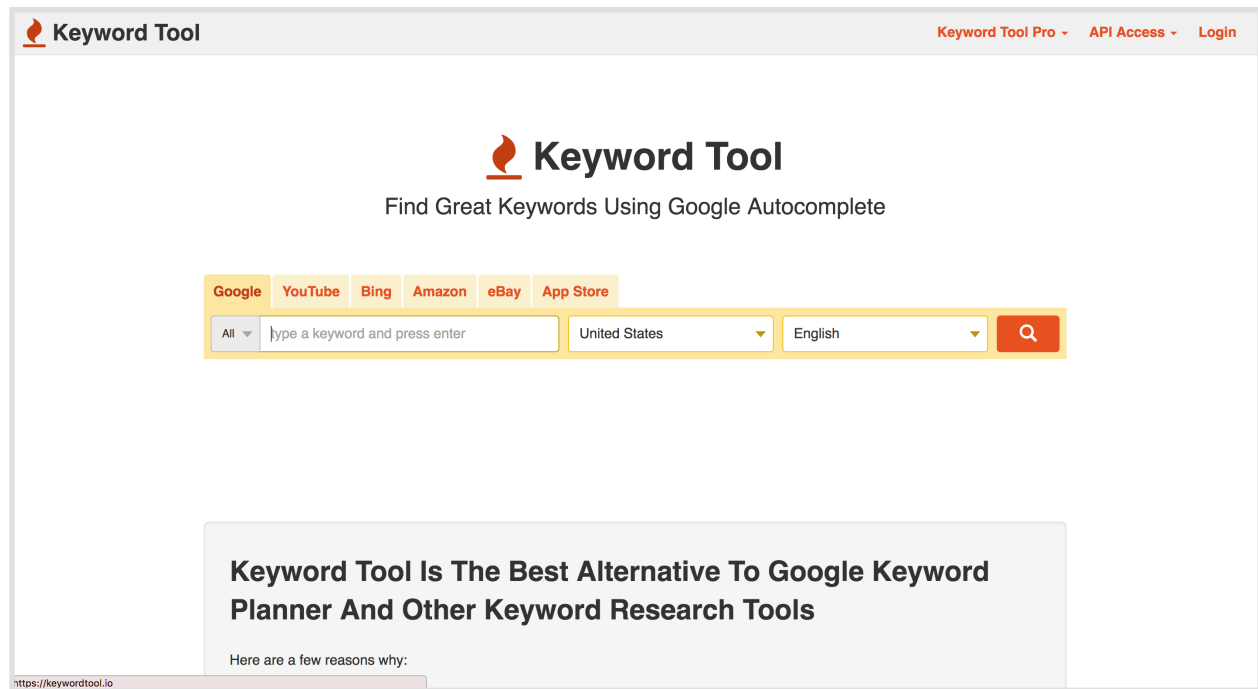 Keyword Tool
Keyword Tool Pro
API Access
Login
Keyword Tool
Find Great Keywords Using Google Autocomplete
Google
YouTube
Bing
Amazon
eBay
App Store
All
type a keyword and press enter
United States
English
Keyword Tool Is The Best Alternative To Google Keyword
Planner And Other Keyword Research Tools
Here are a few reasons why:
https://keywordtool.io